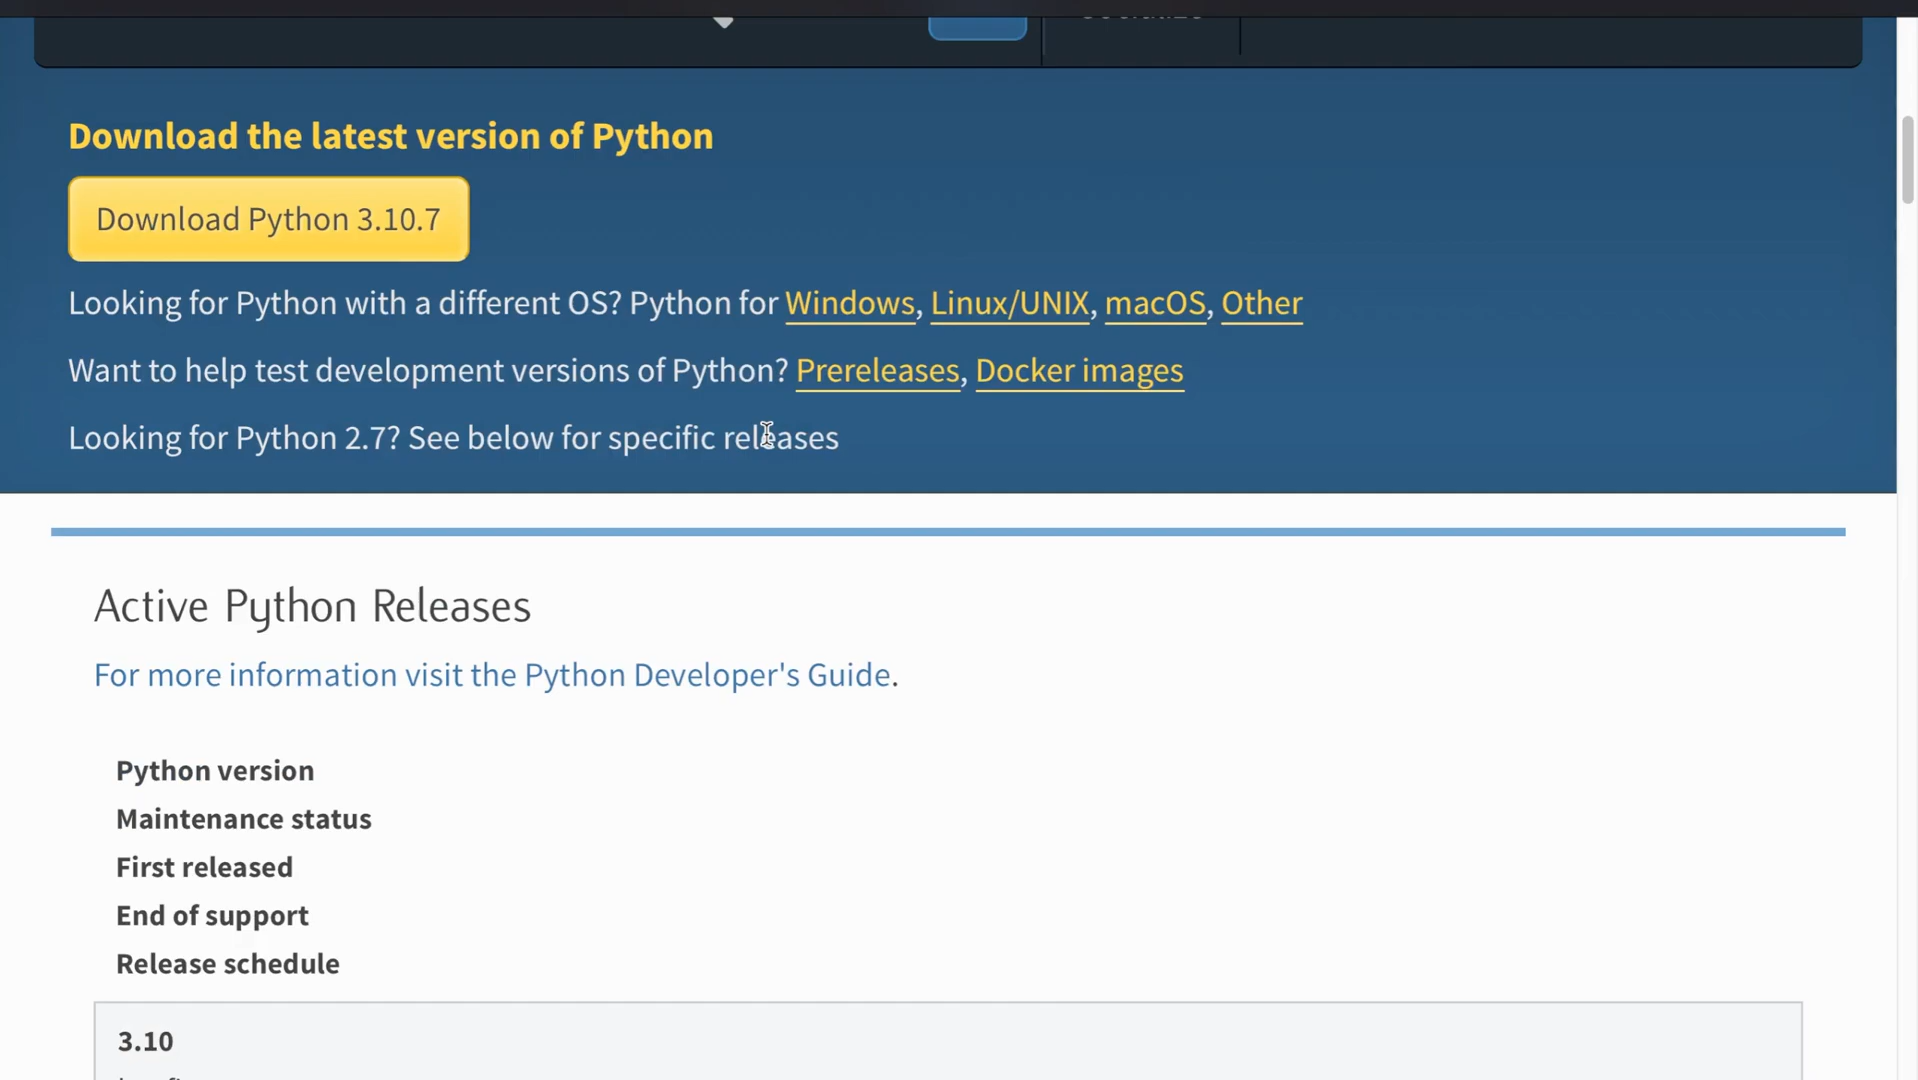 Download the latest version of Python
Download Python 3.10.7
Looking for Python with a different OS? Python for Windows, Linux/UNIX, macOS, Other
Want to help test development versions of Python? Prereleases, Docker images
Looking for Python 2.7? See below for specific releases
Active Python Releases
For more information visit the Python Developer's Guide.
Python version
Maintenance status
First released
End of support
Release schedule
3.10